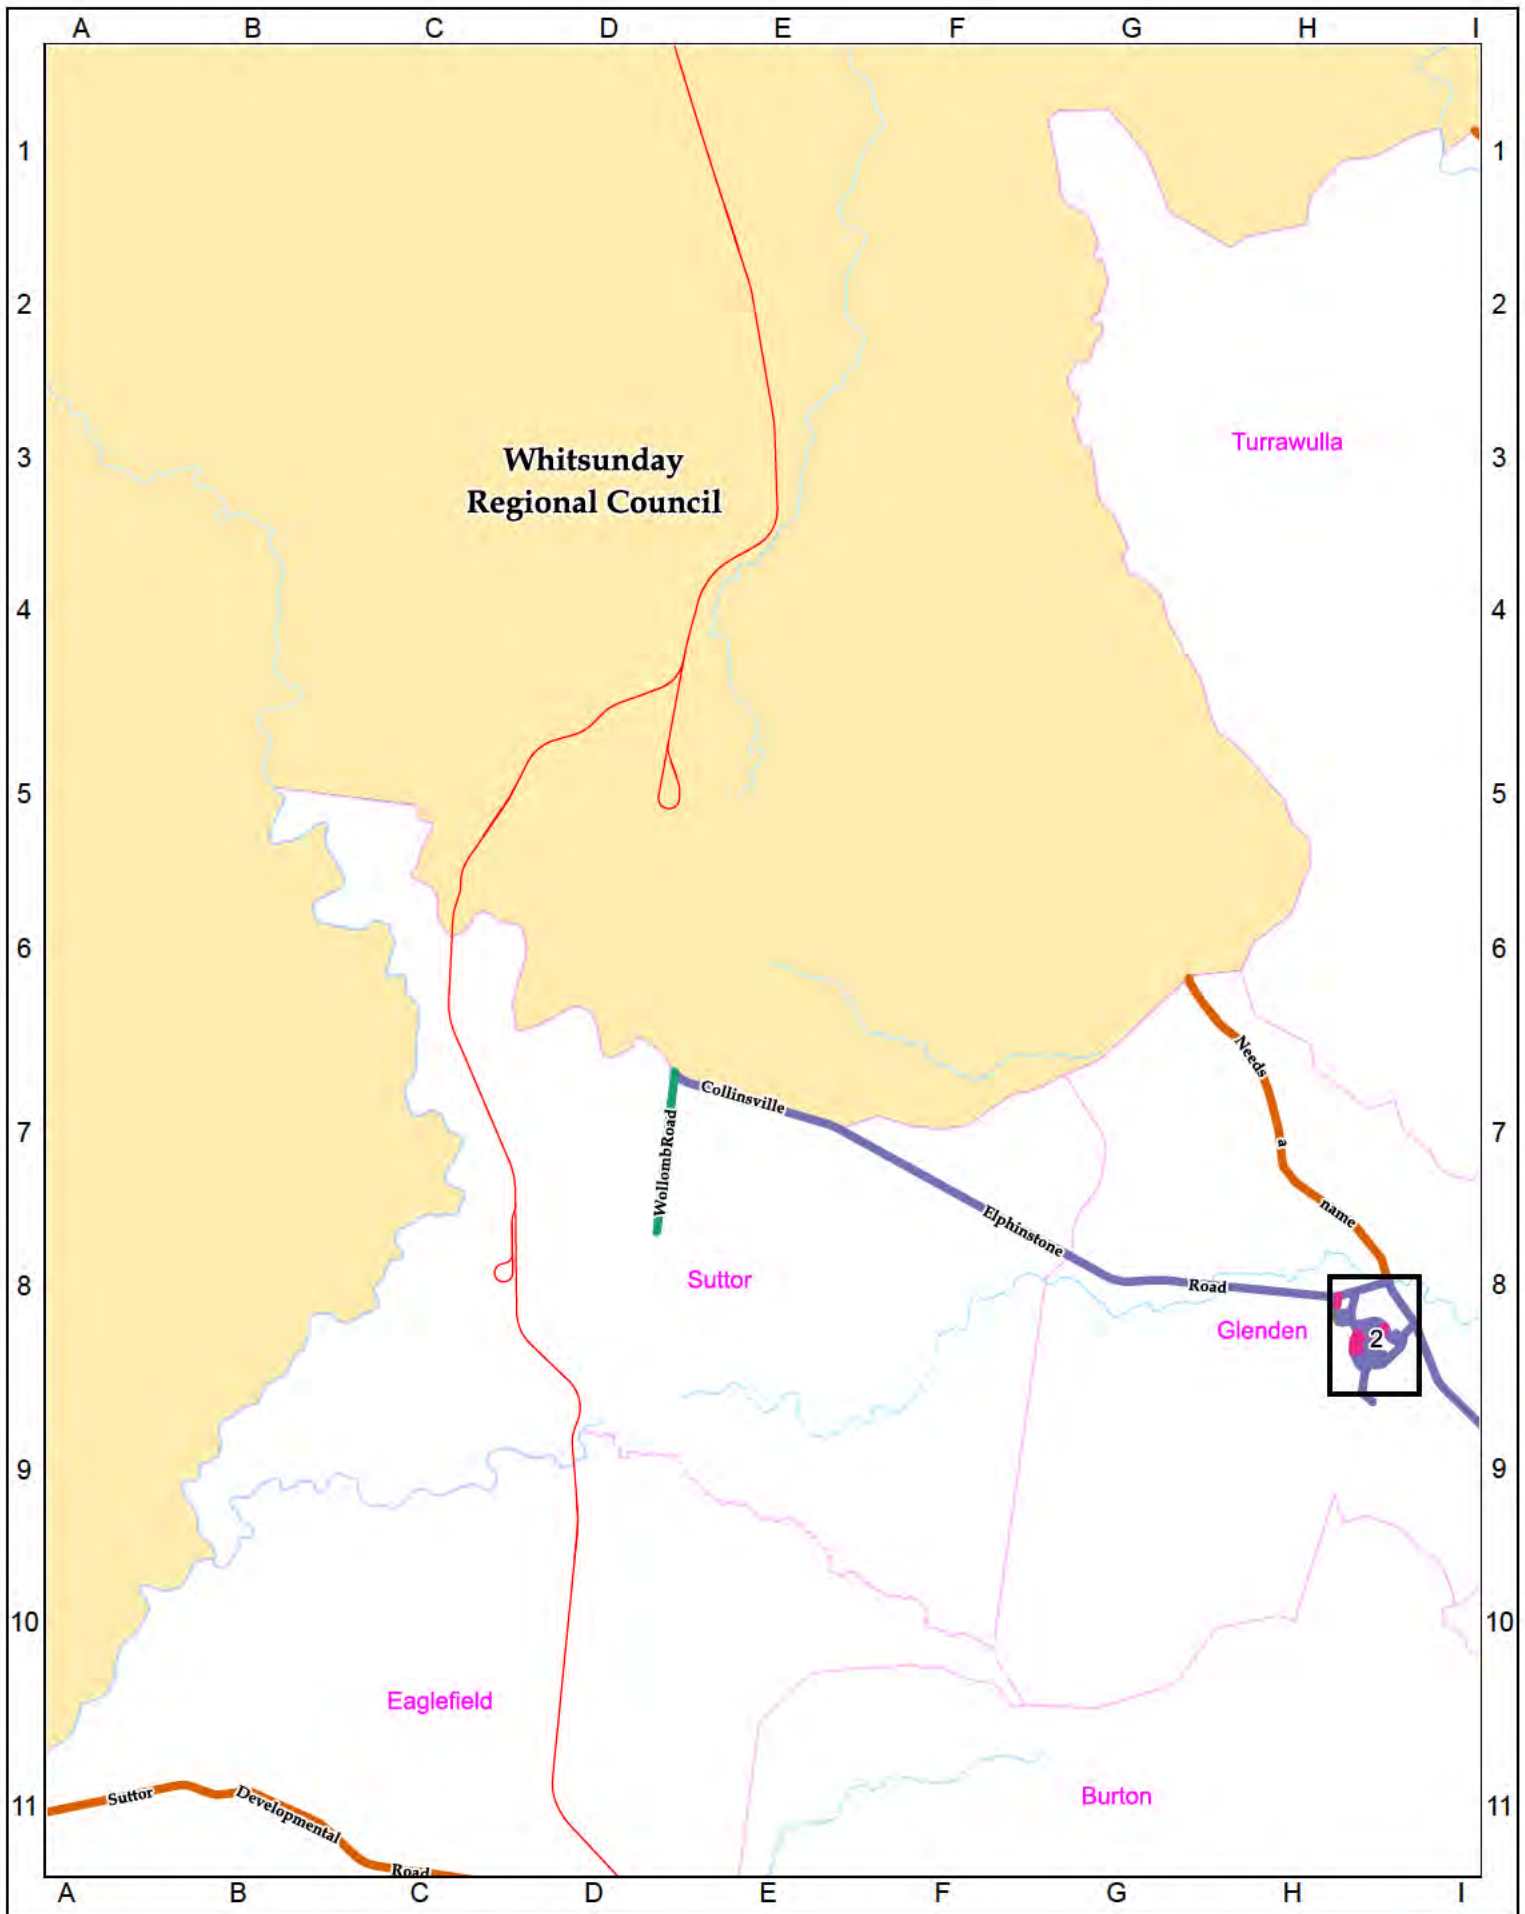 A B C D E F G H I
1 1
2 2
Turrawulla
3 3
Whitsunday
Regional Council
4 4
5 5
6 6
Needs a name
Collinsville Elphinstone Road
WollombRoad
7 7
Suttor
8 8
Glenden
2
9 9
10 10
Eaglefield
Burton
11 11
Suttor Developmental Road
A B C D E F G H I